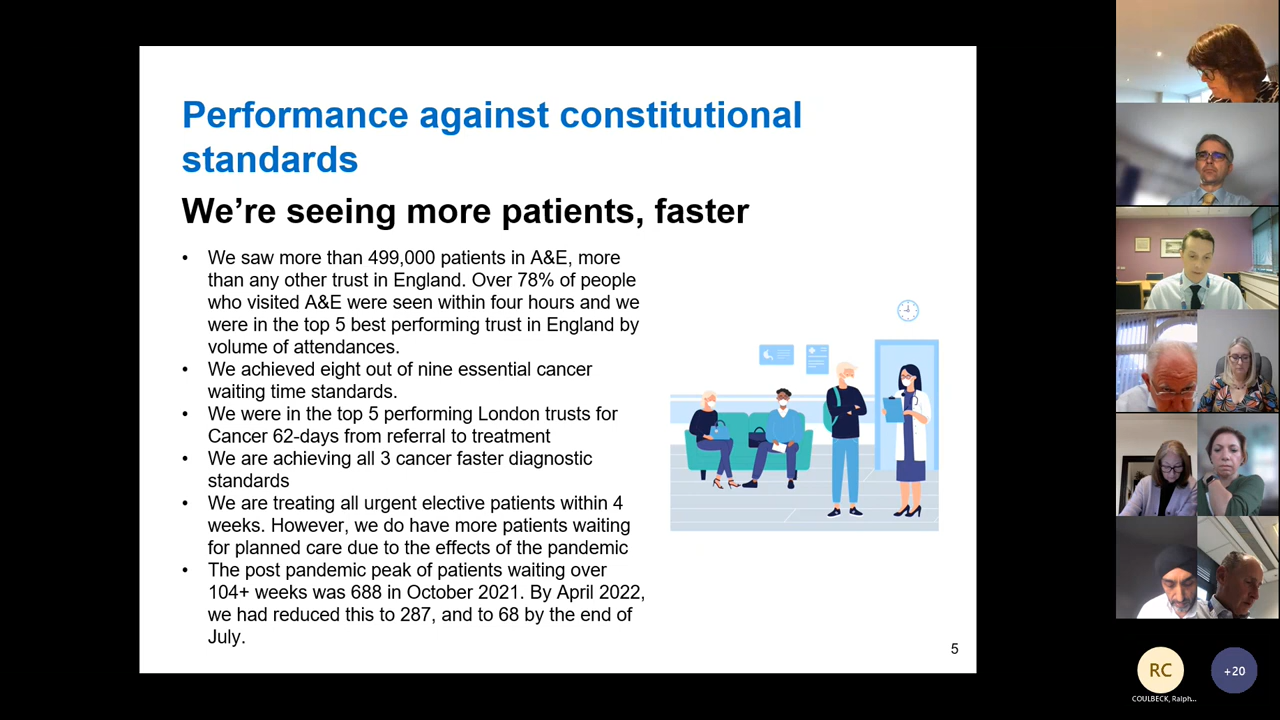 Performance against constitutional
standards
We're seeing more patients, faster
• We saw more than 499,000 patients in A&E, more
than any other trust in England. Over 78% of people
who visited A&E were seen within four hours and we
were in the top 5 best performing trust in England by
volume of attendances.
• We achieved eight out of nine essential cancer
waiting time standards.
• We were in the top 5 performing London trusts for
Cancer 62-days from referral to treatment
• We are achieving all 3 cancer faster diagnostic
standards
• We are treating all urgent elective patients within 4
weeks. However, we do have more patients waiting
for planned care due to the effects of the pandemic
• The post pandemic peak of patients waiting over
104+ weeks was 688 in October 2021. By April 2022,
we had reduced this to 287, and to 68 by the end of
July.
5
RC
+20
COULBECK, Ralph...